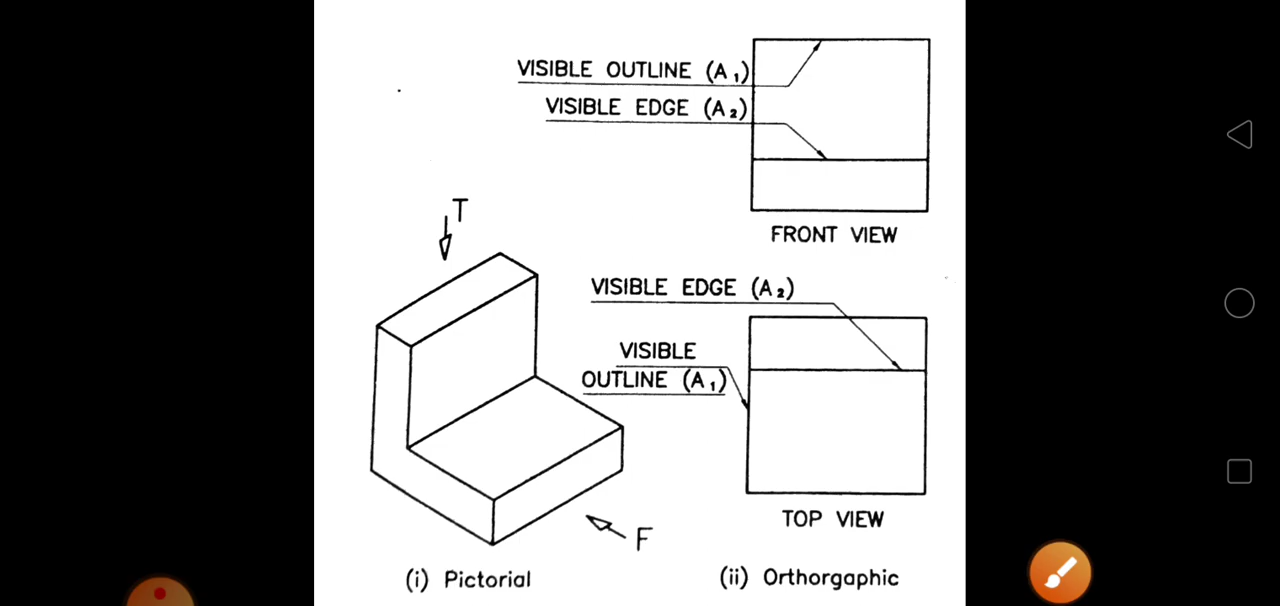 VISIBLE OUTLINE (A₁)
VISIBLE EDGE (A₂)
FRONT VIEW
T
VISIBLE EDGE (A₂)
VISIBLE
OUTLINE (A₁)
TOP VIEW
F
(i) Pictorial
(ii) Orthorgaphic